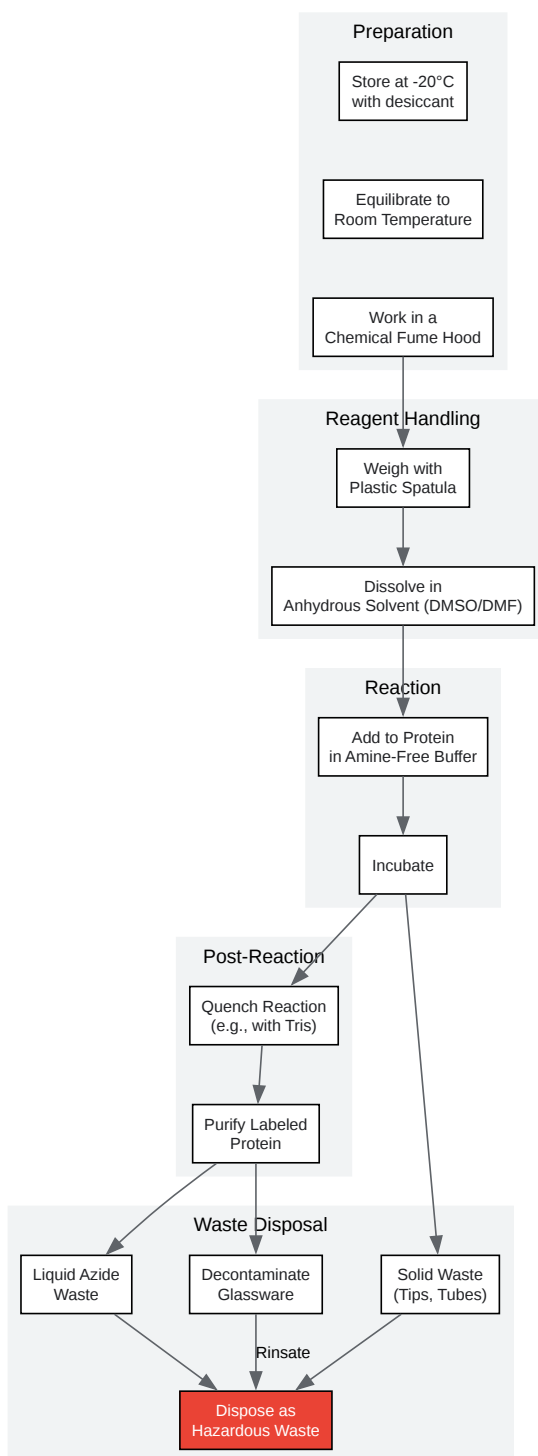 Preparation
Store at -20°C
with desiccant
Equilibrate to
Room Temperature
Work in a
Chemical Fume Hood
Reagent Handling
Weigh with
Plastic Spatula
Dissolve in
Anhydrous Solvent (DMSO/DMF)
Reaction
Add to Protein
in Amine-Free Buffer
Incubate
Post-Reaction
Quench Reaction
(e.g., with Tris)
Purify Labeled
Protein
Waste Disposal
Liquid Azide
Waste
Decontaminate
Glassware
Solid Waste
(Tips, Tubes)
Rinsate
Dispose as
Hazardous Waste